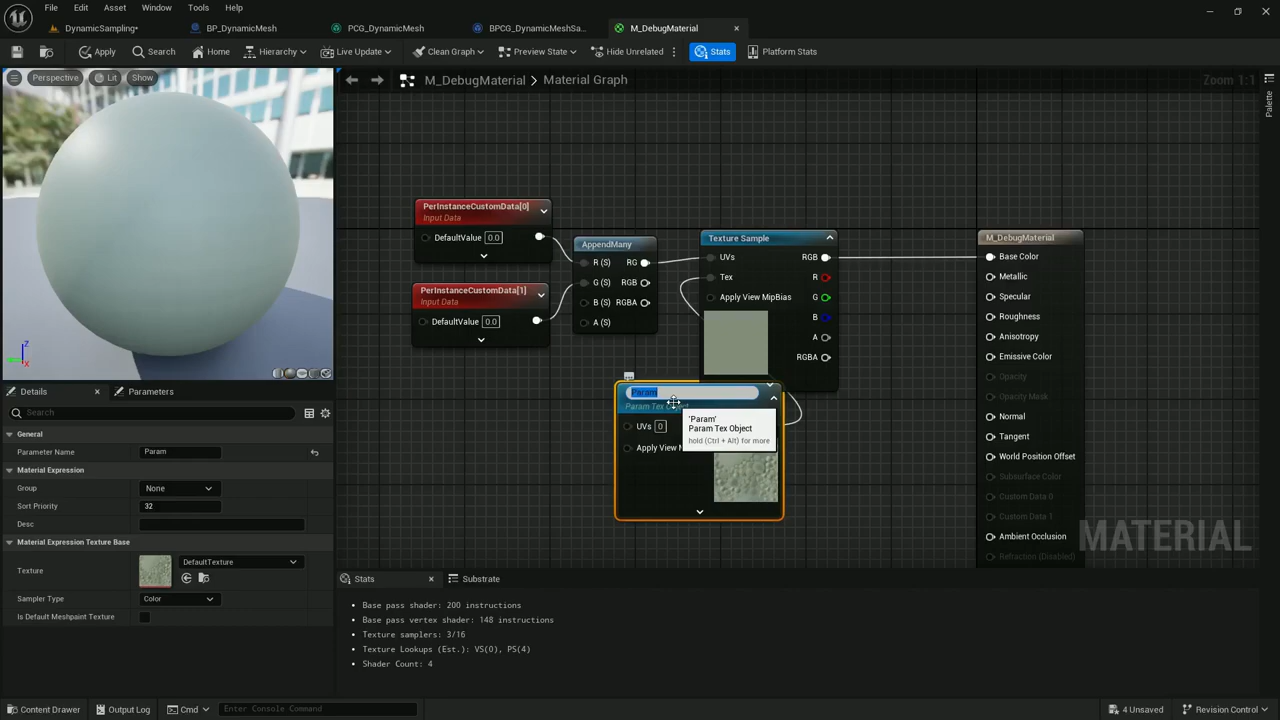 File Edit Asset Window Tools Help
DynamicSampling* BP_DynamicMesh PCG_DynamicMesh BPCG_DynamicMeshSa... M_DebugMaterial
Apply Search Home Hierarchy Live Update Clean Graph Preview State Hide Unrelated Stats Platform Stats
Perspective Lit Show
M_DebugMaterial > Material Graph
Zoom 1:1
Palette
PerInstanceCustomData[0]
Input Data
DefaultValue 0.0
PerInstanceCustomData[1]
Input Data
DefaultValue 0.0
AppendMany
R (S) RG
G (S) RGB
B (S) RGBA
A (S)
Texture Sample
UVs RGB
Tex R
Apply View MipBias G
B
A
RGBA
Param
Param Tex Object
UVs 0
Apply View M
'Param'
Param Tex Object
hold (Ctrl + Alt) for more
M_DebugMaterial
Base Color
Metallic
Specular
Roughness
Anisotropy
Emissive Color
Opacity
Opacity Mask
Normal
Tangent
World Position Offset
Subsurface Color
Custom Data 0
Custom Data 1
Ambient Occlusion
Refraction (Disabled)
MATERIAL
Z
X
Details Parameters
Search
General
Parameter Name Param
Material Expression
Group None
Sort Priority 32
Desc
Material Expression Texture Base
Texture DefaultTexture
Sampler Type Color
Is Default Meshpaint Texture
Stats Substrate
Base pass shader: 200 instructions
Base pass vertex shader: 148 instructions
Texture samplers: 3/16
Texture Lookups (Est.): VS(0), PS(4)
Shader Count: 4
Content Drawer Output Log Cmd Enter Console Command 4 Unsaved Revision Control